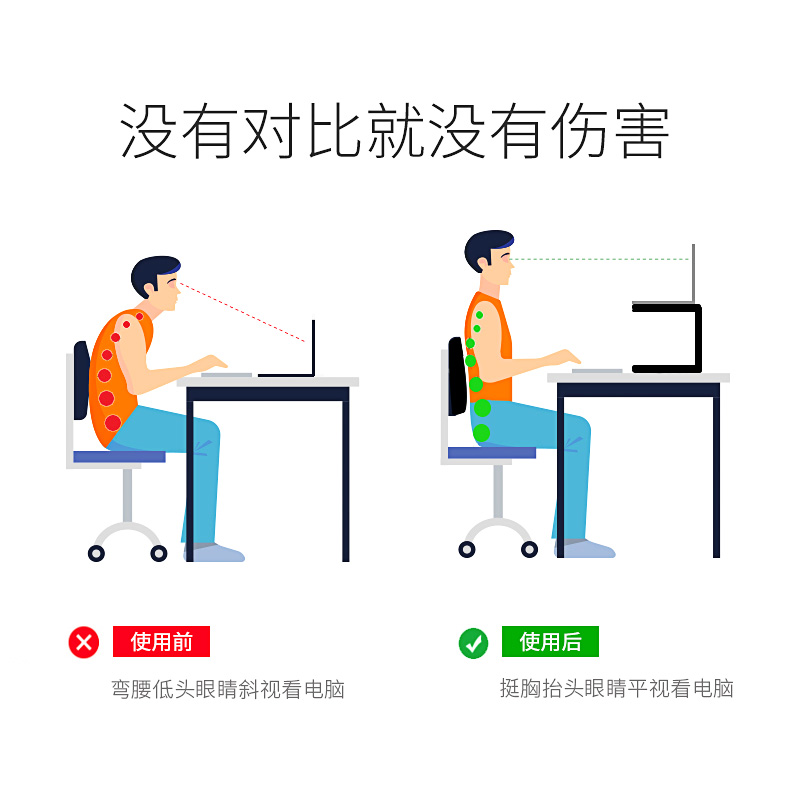 没有对比就没有伤害
使用前
弯腰低头眼睛斜视看电脑
使用后
挺胸抬头眼睛平视看电脑